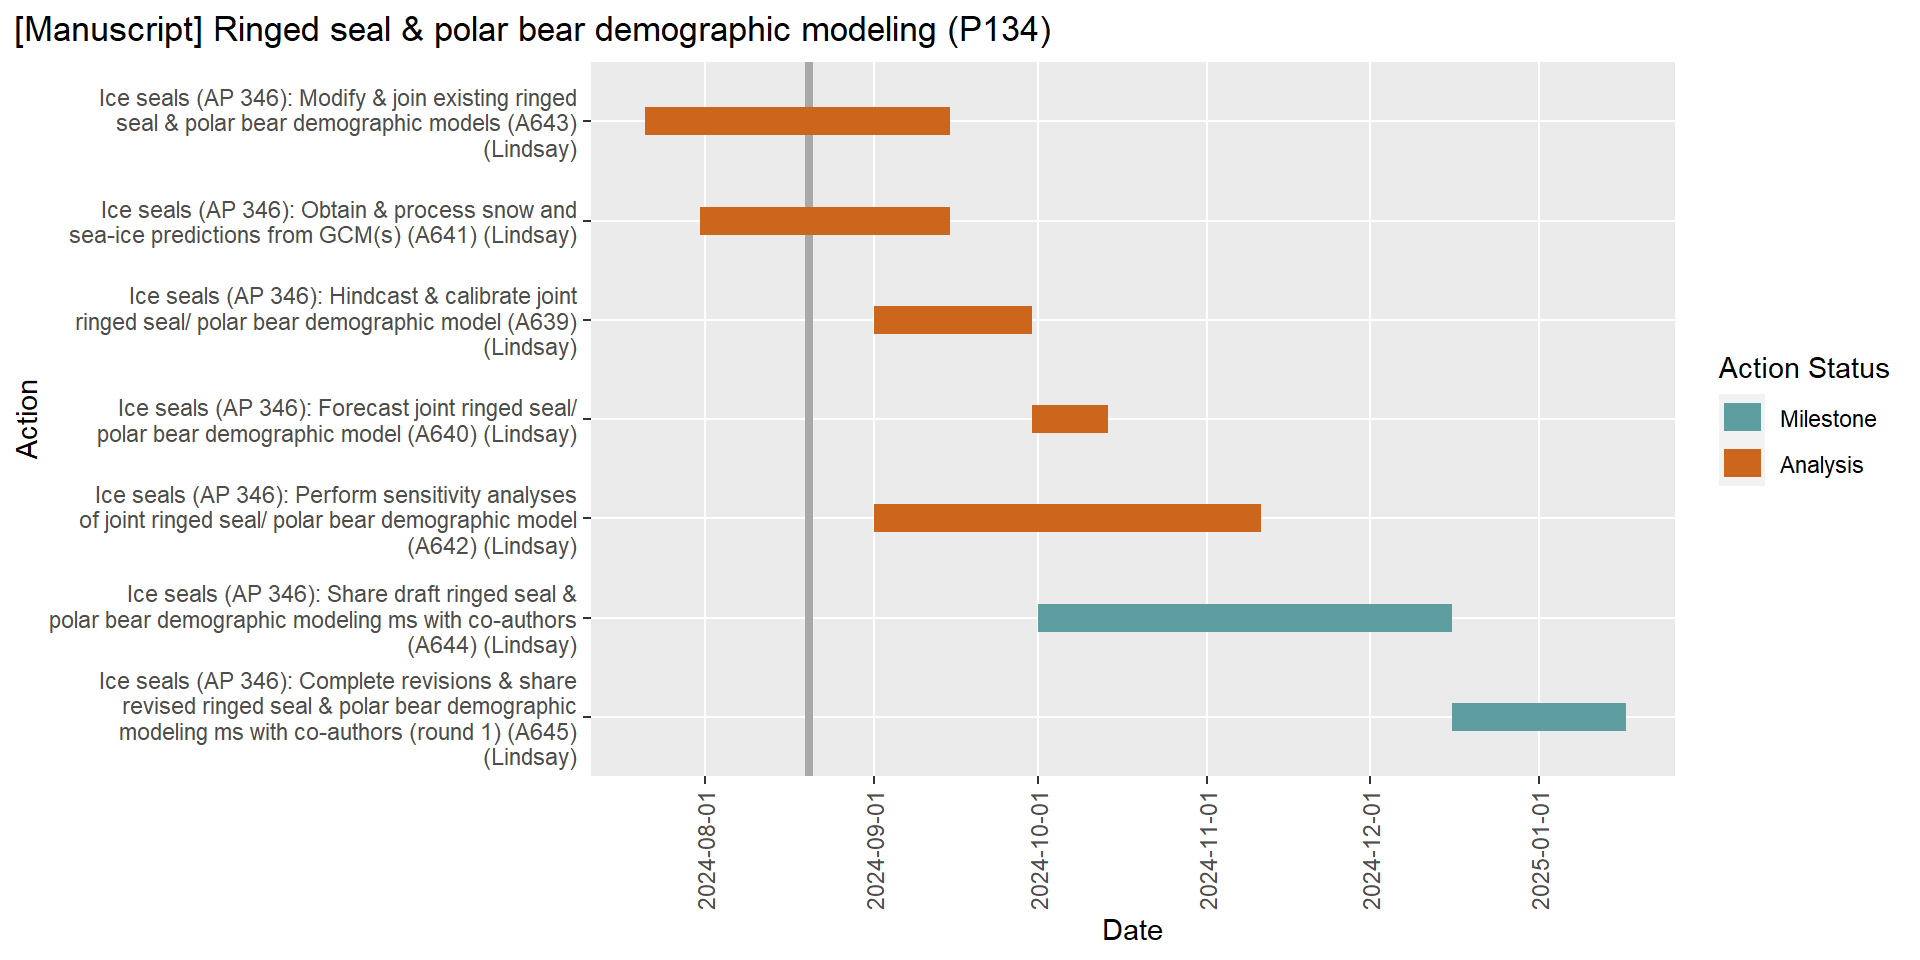 [Manuscript] Ringed seal & polar bear demographic modeling (P134)
Ice seals (AP 346): Modify & join existing ringed
seal & polar bear demographic models (A643)
(Lindsay)
Ice seals (AP 346): Obtain & process snow and
sea-ice predictions from GCM(s) (A641) (Lindsay)
Ice seals (AP 346): Hindcast & calibrate joint
ringed seal/ polar bear demographic model (A639)
(Lindsay)
Ice seals (AP 346): Forecast joint ringed seal/
polar bear demographic model (A640) (Lindsay)
Ice seals (AP 346): Perform sensitivity analyses
of joint ringed seal/ polar bear demographic model
(A642) (Lindsay)
Ice seals (AP 346): Share draft ringed seal &
polar bear demographic modeling ms with co-authors
(A644) (Lindsay)
Ice seals (AP 346): Complete revisions & share
revised ringed seal & polar bear demographic
modeling ms with co-authors (round 1) (A645)
(Lindsay)
Action
2024-08-01
2024-09-01
2024-10-01
2024-11-01
2024-12-01
2025-01-01
Date
Action Status
Milestone
Analysis